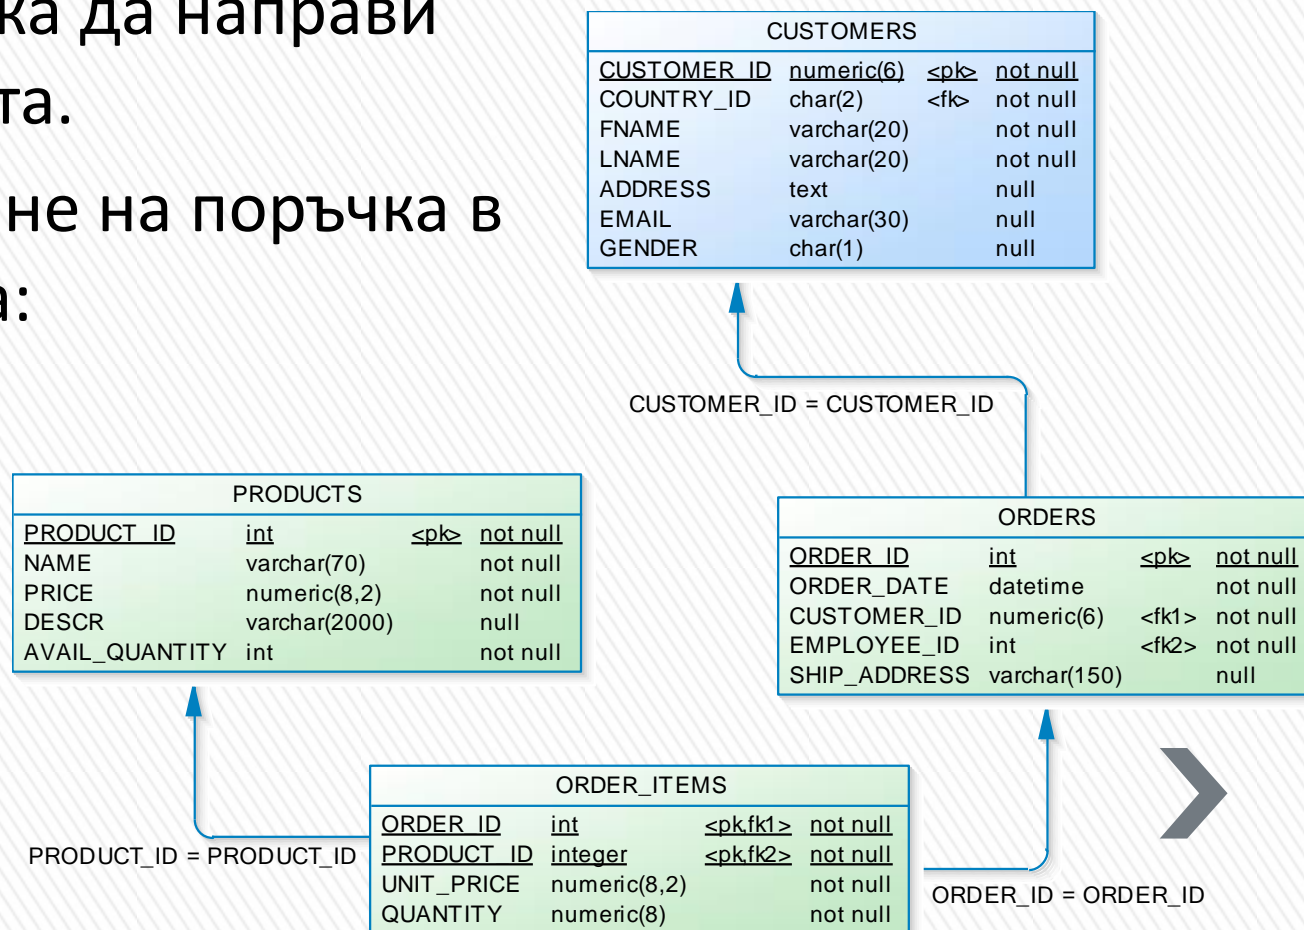 ка да направи
та.
не на поръчка в
а:
CUSTOMERS
CUSTOMER_ID numeric(6) <pk> not null
COUNTRY_ID char(2) <fk> not null
FNAME varchar(20) not null
LNAME varchar(20) not null
ADDRESS text null
EMAIL varchar(30) null
GENDER char(1) null
CUSTOMER_ID = CUSTOMER_ID
PRODUCTS
PRODUCT_ID int <pk> not null
NAME varchar(70) not null
PRICE numeric(8,2) not null
DESCR varchar(2000) null
AVAIL_QUANTITY int not null
ORDERS
ORDER_ID int <pk> not null
ORDER_DATE datetime not null
CUSTOMER_ID numeric(6) <fk1> not null
EMPLOYEE_ID int <fk2> not null
SHIP_ADDRESS varchar(150) null
PRODUCT_ID = PRODUCT_ID
ORDER_ITEMS
ORDER_ID int <pk,fk1> not null
PRODUCT_ID integer <pk,fk2> not null
UNIT_PRICE numeric(8,2) not null
QUANTITY numeric(8) not null
ORDER_ID = ORDER_ID